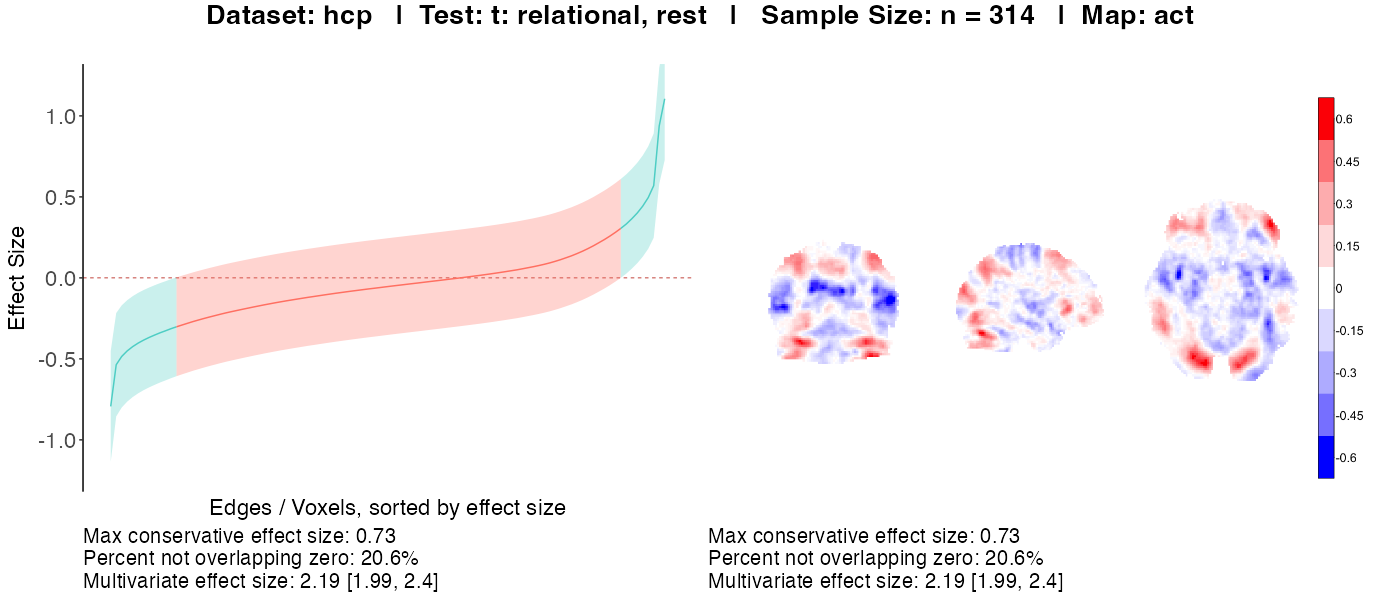 Dataset: hcp | Test: t: relational, rest | Sample Size: n = 314 | Map: act
Effect Size
1.0
0.5
0.0
-0.5
-1.0
Edges / Voxels, sorted by effect size
Max conservative effect size: 0.73
Percent not overlapping zero: 20.6%
Multivariate effect size: 2.19 [1.99, 2.4]
0.6
0.45
0.3
0.15
0
-0.15
-0.3
-0.45
-0.6
Max conservative effect size: 0.73
Percent not overlapping zero: 20.6%
Multivariate effect size: 2.19 [1.99, 2.4]